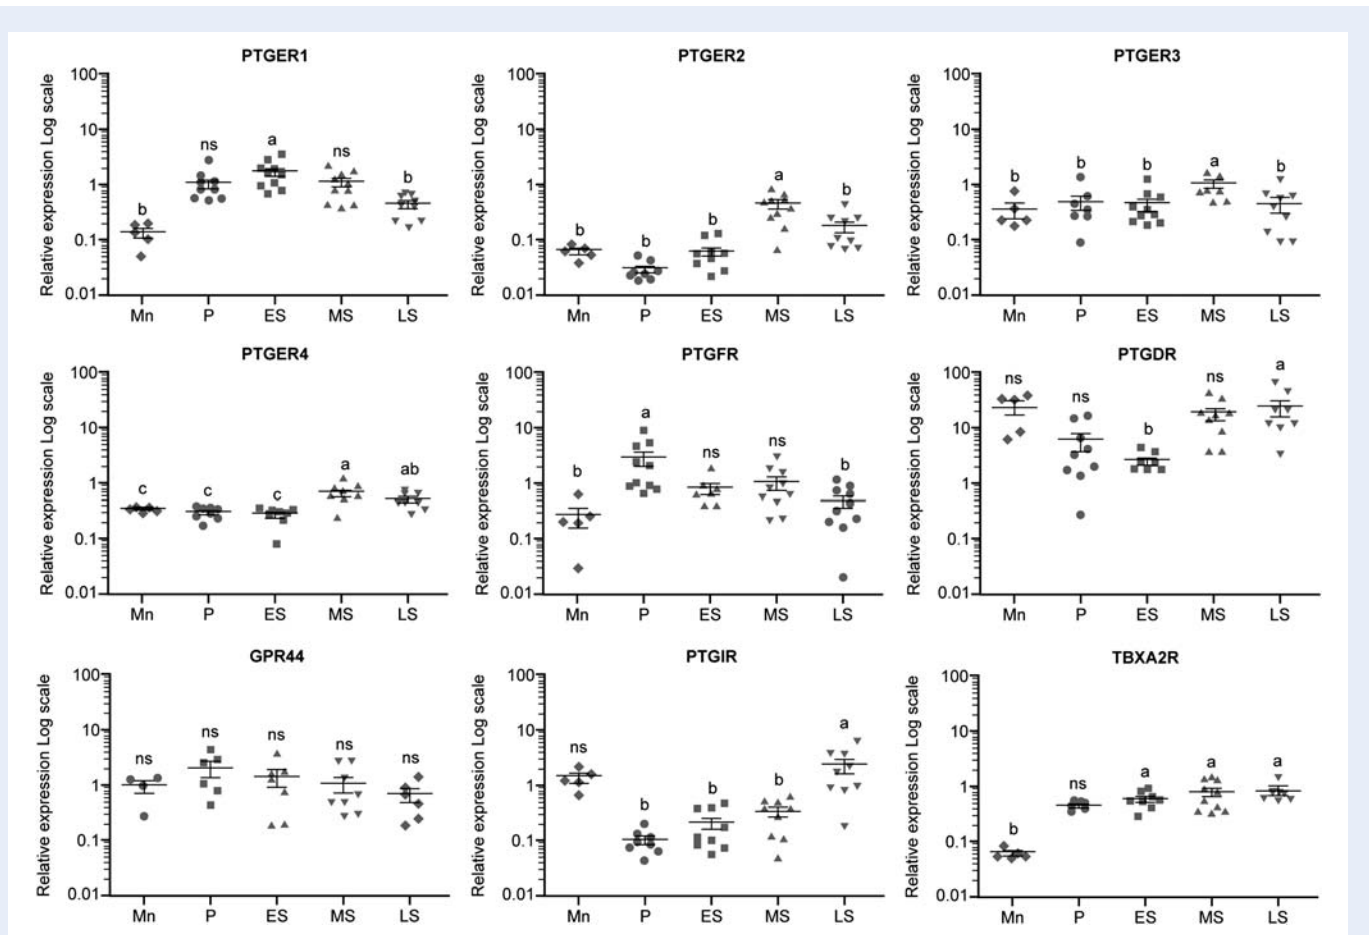 PTGER1
Relative expression Log scale
100
10
1
0.1
0.01
b
ns
a
ns
b
Mn P ES MS LS
PTGER2
Relative expression Log scale
100
10
1
0.1
0.01
b
b
b
a
b
Mn P ES MS LS
PTGER3
Relative expression Log scale
100
10
1
0.1
0.01
b
b
b
a
b
Mn P ES MS LS
PTGER4
Relative expression Log scale
100
10
1
0.1
0.01
c
c
c
a
ab
Mn P ES MS LS
PTGFR
Relative expression Log scale
100
10
1
0.1
0.01
b
a
ns
ns
b
Mn P ES MS LS
PTGDR
Relative expression Log scale
100
10
1
0.1
0.01
ns
ns
b
ns
a
Mn P ES MS LS
GPR44
Relative expression Log scale
100
10
1
0.1
0.01
ns
ns
ns
ns
ns
Mn P ES MS LS
PTGIR
Relative expression Log scale
100
10
1
0.1
0.01
ns
b
b
b
a
Mn P ES MS LS
TBXA2R
Relative expression Log scale
100
10
1
0.1
0.01
b
ns
a
a
a
Mn P ES MS LS